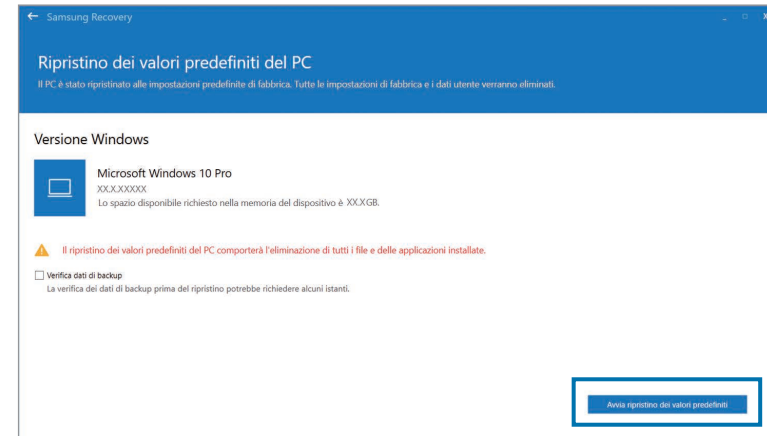 Samsung Recovery
Ripristino dei valori predefiniti del PC
Il PC è stato ripristinato alle impostazioni predefinite di fabbrica. Tutte le impostazioni di fabbrica e i dati utente verranno eliminati.
Versione Windows
Microsoft Windows 10 Pro
XX.X.XXXXX
Lo spazio disponibile richiesto nella memoria del dispositivo è XX.XGB.
Il ripristino dei valori predefiniti del PC comporterà l'eliminazione di tutti i file e delle applicazioni installate.
Verifica dati di backup
La verifica dei dati di backup prima del ripristino potrebbe richiedere alcuni istanti.
Avvia ripristino dei valori predefiniti